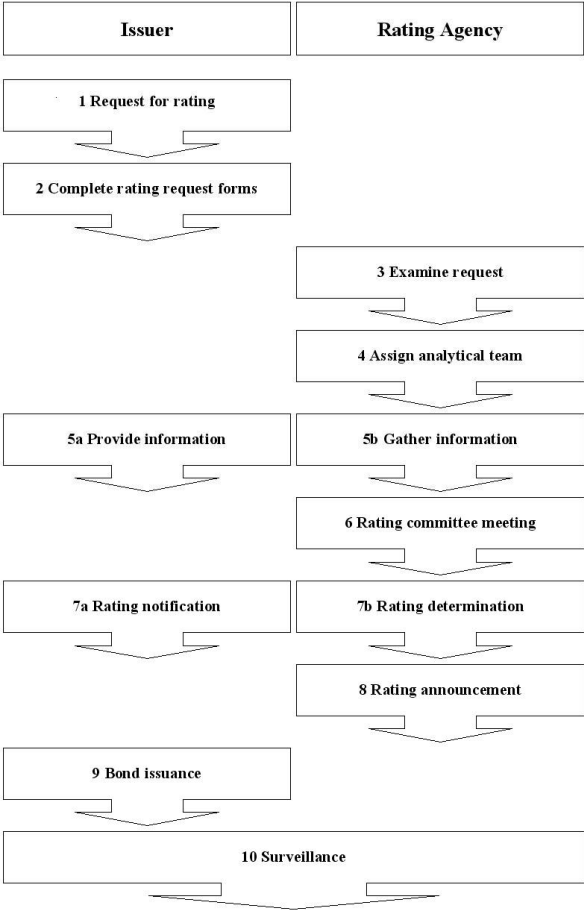 Issuer
Rating Agency
1 Request for rating
2 Complete rating request forms
3 Examine request
4 Assign analytical team
5a Provide information
5b Gather information
6 Rating committee meeting
7a Rating notification
7b Rating determination
8 Rating announcement
9 Bond issuance
10 Surveillance